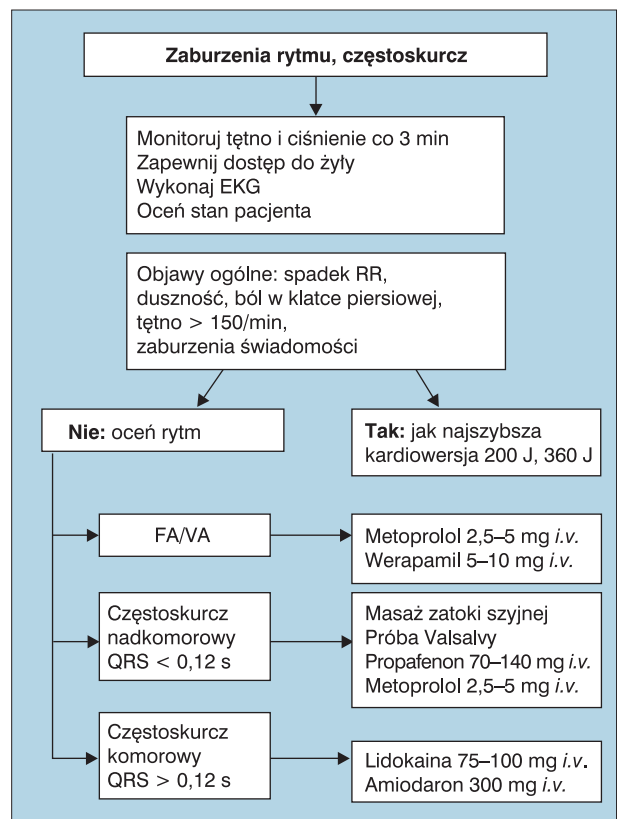 Zaburzenia rytmu, częstoskurcz
Monitoruj tętno i ciśnienie co 3 min
Zapewnij dostęp do żyły
Wykonaj EKG
Oceń stan pacjenta
Objawy ogólne: spadek RR,
duszność, ból w klatce piersiowej,
tętno > 150/min,
zaburzenia świadomości
Nie: oceń rytm
Tak: jak najszybsza
kardiowersja 200 J, 360 J
FA/VA
Metoprolol 2,5–5 mg i.v.
Werapamil 5–10 mg i.v.
Częstoskurcz
nadkomorowy
QRS < 0,12 s
Masaż zatoki szyjnej
Próba Valsalvy
Propafenon 70–140 mg i.v.
Metoprolol 2,5–5 mg i.v.
Częstoskurcz
komorowy
QRS > 0,12 s
Lidokaina 75–100 mg i.v.
Amiodaron 300 mg i.v.